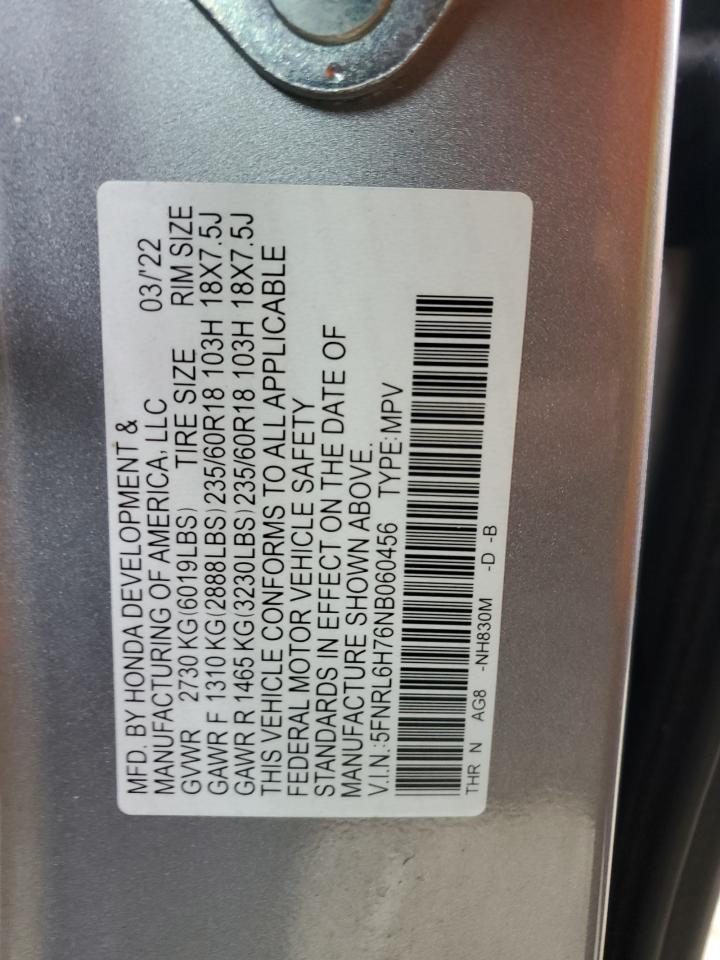 MFD. BY HONDA DEVELOPMENT & 03/'22
MANUFACTURING OF AMERICA, LLC
GVWR 2730 KG(6019LBS) TIRE SIZE RIM SIZE
GAWR F 1310 KG(2888LBS)235/60R18 103H 18X7.5J
GAWR R 1465 KG(3230LBS)235/60R18 103H 18X7.5J
THIS VEHICLE CONFORMS TO ALL APPLICABLE
FEDERAL MOTOR VEHICLE SAFETY
STANDARDS IN EFFECT ON THE DATE OF
MANUFACTURE SHOWN ABOVE.
V.I.N.:5FNRL6H76NB060456 TYPE:MPV
THR N AG8 -NH830M -D -B